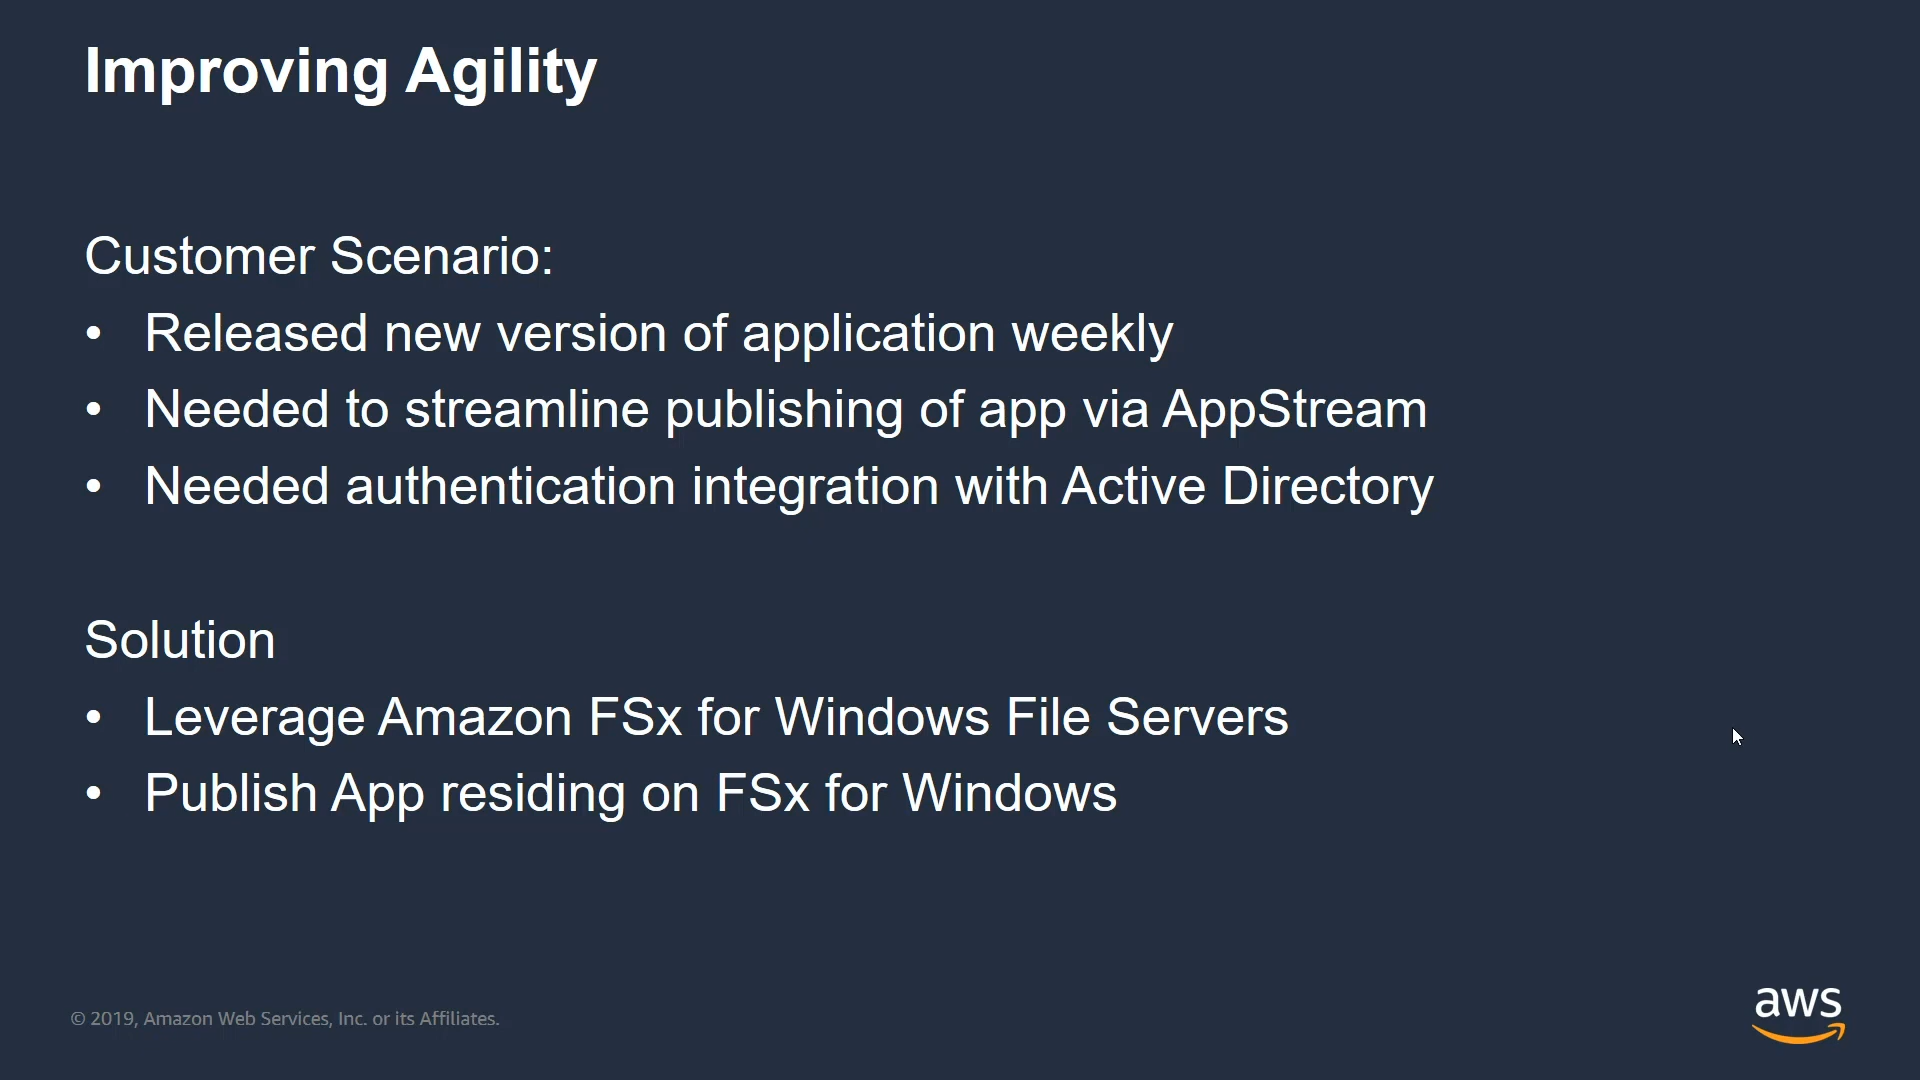 Improving Agility
Customer Scenario:
• Released new version of application weekly
• Needed to streamline publishing of app via AppStream
• Needed authentication integration with Active Directory
Solution
• Leverage Amazon FSx for Windows File Servers
• Publish App residing on FSx for Windows
© 2019, Amazon Web Services, Inc. or its Affiliates.
aws